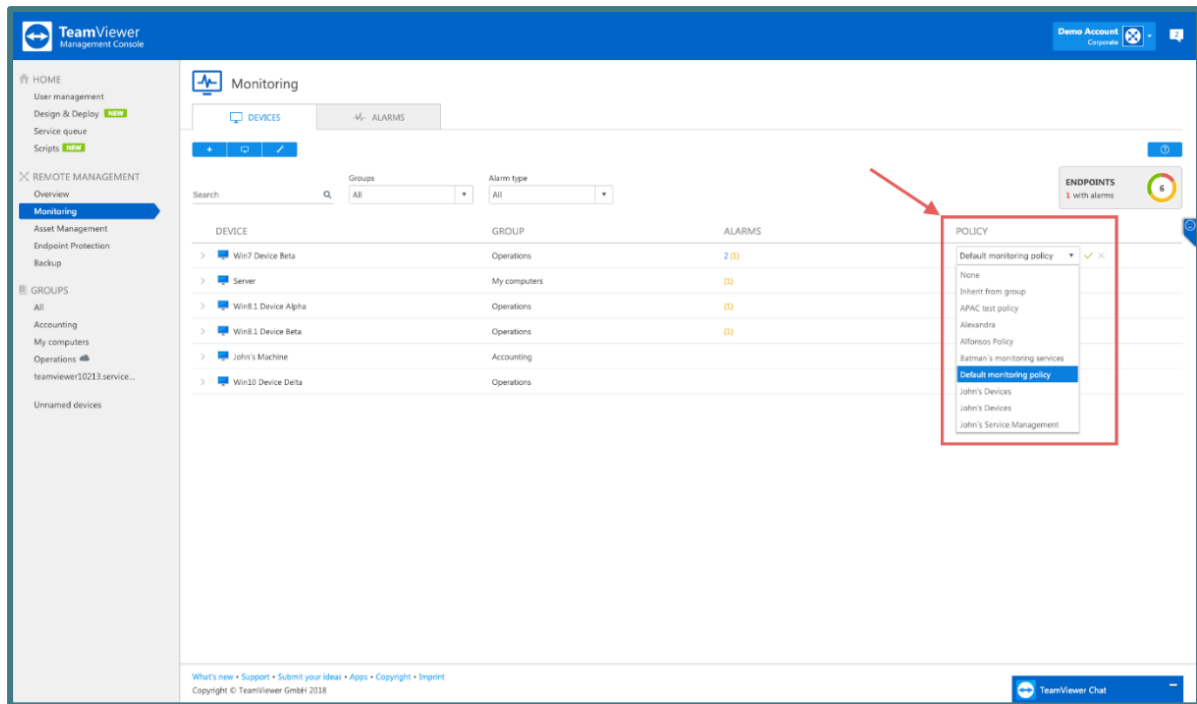 TeamViewer
Management Console
Demo Account
Corporate
2
HOME
User management
Design & Deploy NEW
Service queue
Scripts NEW
REMOTE MANAGEMENT
Overview
Monitoring
Asset Management
Endpoint Protection
Backup
GROUPS
All
Accounting
My computers
Operations
teamviewer10213.service...
Unnamed devices
Monitoring
DEVICES ALARMS
+
?
Groups Alarm type
Search All All
ENDPOINTS
1 with alarms
6
DEVICE GROUP ALARMS POLICY
Win7 Device Beta Operations 2 (1) Default monitoring policy
Server My computers (1)
Win8.1 Device Alpha Operations (1)
Win8.1 Device Beta Operations (1)
John's Machine Accounting
Win10 Device Delta Operations
None
Inherit from group
APAC test policy
Alexandra
Alfonsos Policy
Batman's monitoring services
Default monitoring policy
John's Devices
John's Devices
John's Service Management
What's new • Support • Submit your ideas • Apps • Copyright • Imprint
Copyright © TeamViewer GmbH 2018
TeamViewer Chat